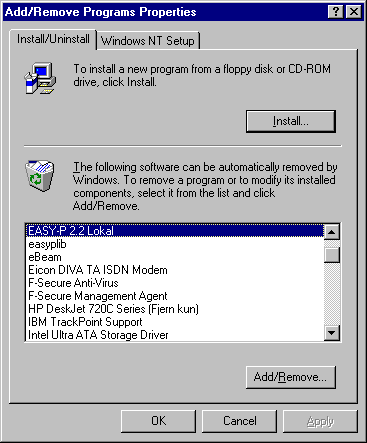 Add/Remove Programs Properties
Install/Uninstall
Windows NT Setup
To install a new program from a floppy disk or CD-ROM
drive, click Install.
Install...
The following software can be automatically removed by
Windows. To remove a program or to modify its installed
components, select it from the list and click
Add/Remove.
EASY-P 2.2 Lokal
easyplib
eBeam
Eicon DIVA TA ISDN Modem
F-Secure Anti-Virus
F-Secure Management Agent
HP DeskJet 720C Series (Fjern kun)
IBM TrackPoint Support
Intel Ultra ATA Storage Driver
Add/Remove...
OK
Cancel
Apply